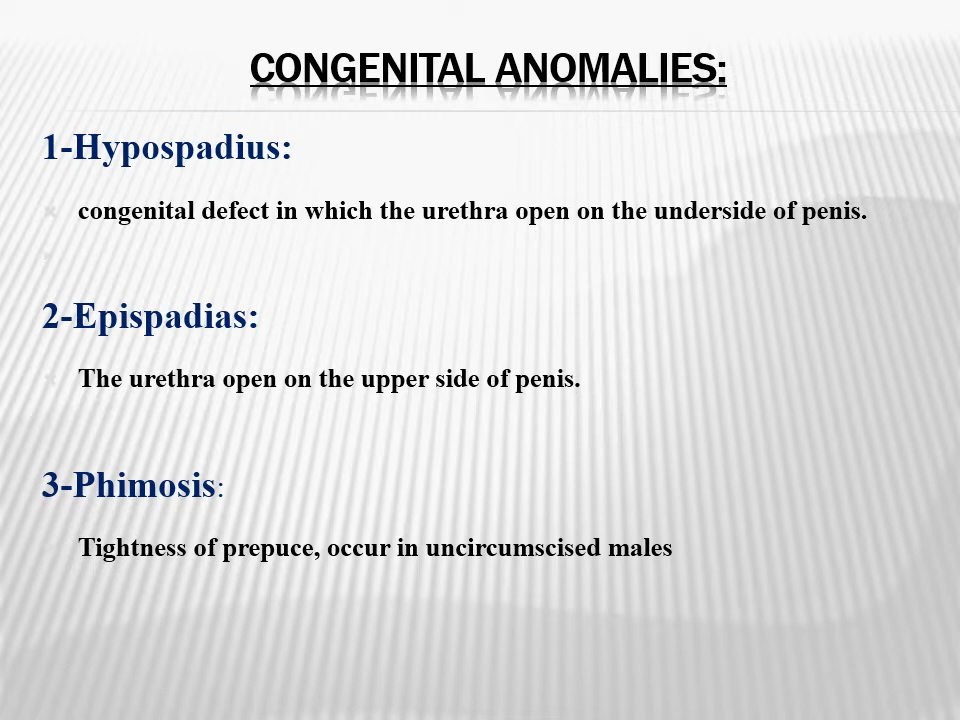 CONGENITAL ANOMALIES:
1-Hypospadius:
congenital defect in which the urethra open on the underside of penis.
2-Epispadias:
The urethra open on the upper side of penis.
3-Phimosis:
Tightness of prepuce, occur in uncircumscised males